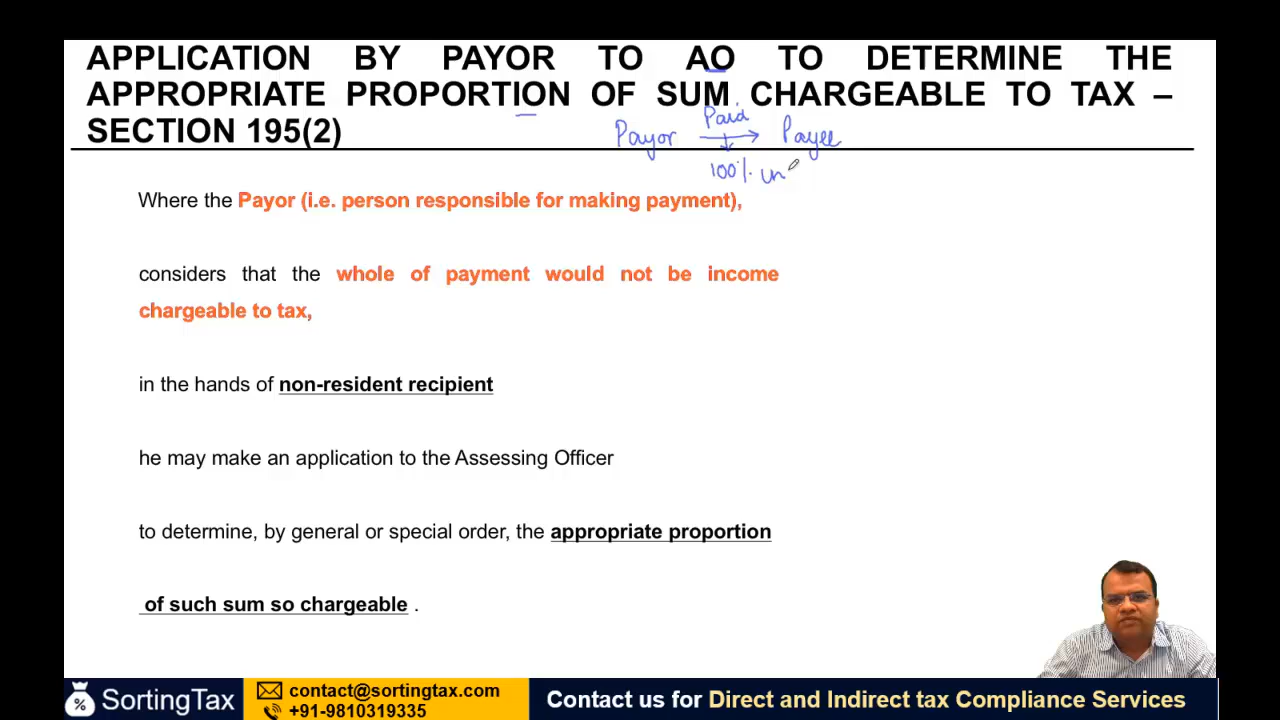 APPLICATION BY PAYOR TO AO TO DETERMINE THE
APPROPRIATE PROPORTION OF SUM CHARGEABLE TO TAX –
SECTION 195(2)
Paid
Payor Payee
100%
Where the Payor (i.e. person responsible for making payment),
considers that the whole of payment would not be income
chargeable to tax,
in the hands of non-resident recipient
he may make an application to the Assessing Officer
to determine, by general or special order, the appropriate proportion
of such sum so chargeable .
SortingTax
contact@sortingtax.com
+91-9810319335
Contact us for Direct and Indirect tax Compliance Services